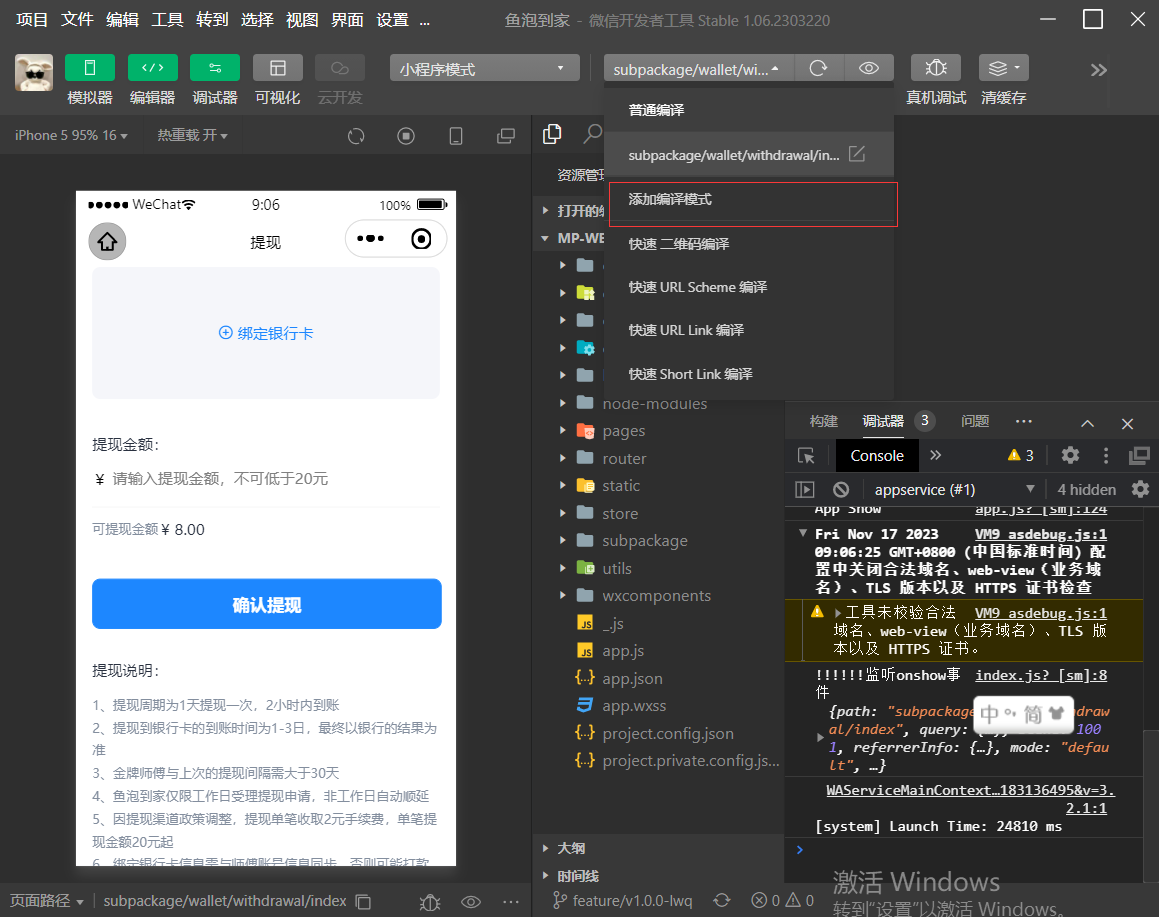 项目 文件 编辑 工具 转到 选择 视图 界面 设置 ... 鱼泡到家 - 微信开发者工具 Stable 1.06.2303220
小程序模式 subpackage/wallet/wi...
模拟器 编辑器 调试器 可视化 云开发 真机调试 清缓存
普通编译
subpackage/wallet/withdrawal/in...
添加编译模式
快速 二维码编译
快速 URL Scheme 编译
快速 URL Link 编译
快速 Short Link 编译
iPhone 5 95% 16 热重载 开
WeChat 9:06 100%
提现
绑定银行卡
提现金额：
¥ 请输入提现金额，不可低于20元
可提现金额 ¥ 8.00
确认提现
提现说明：
1、提现周期为1天提现一次，2小时内到账
2、提现到银行卡的到账时间为1-3日，最终以银行的结果为
准
3、金牌师傅与上次的提现间隔需大于30天
4、鱼泡到家仅限工作日受理提现申请，非工作日自动顺延
5、因提现渠道政策调整，提现单笔收取2元手续费，单笔提
现金额20元起
6、绑定银行卡信息需与师傅账号信息同步，否则可能打款
页面路径 subpackage/wallet/withdrawal/index
资源管
打开的
MP-WE
node-modules
pages
router
static
store
subpackage
utils
wxcomponents
JS _.js
JS app.js
{..} app.json
app.wxss
{..} project.config.json
{..} project.private.config.js...
大纲
时间线
feature/v1.0.0-lwq 0 0
构建 调试器 3 问题 ...
Console 3
appservice (#1) 4 hidden
App Show app.js? [sm]:124
Fri Nov 17 2023 VM9 asdebug.js:1
09:06:25 GMT+0800 (中国标准时间) 配
置中关闭合法域名、web-view（业务域
名）、TLS 版本以及 HTTPS 证书检查
工具未校验合法 VM9 asdebug.js:1
域名、web-view（业务域名）、TLS 版
本以及 HTTPS 证书。
!!!!!!监听onshow事 index.js? [sm]:8
件
{path: "subpackag draw
al/index", query: 100
1, referrerInfo: {…}, mode: "defau
lt", …}
中 简
WAServiceMainContext…183136495&v=3.
2.1:1
[system] Launch Time: 24810 ms
激活 Windows
转到"设置"以激活 Windows。